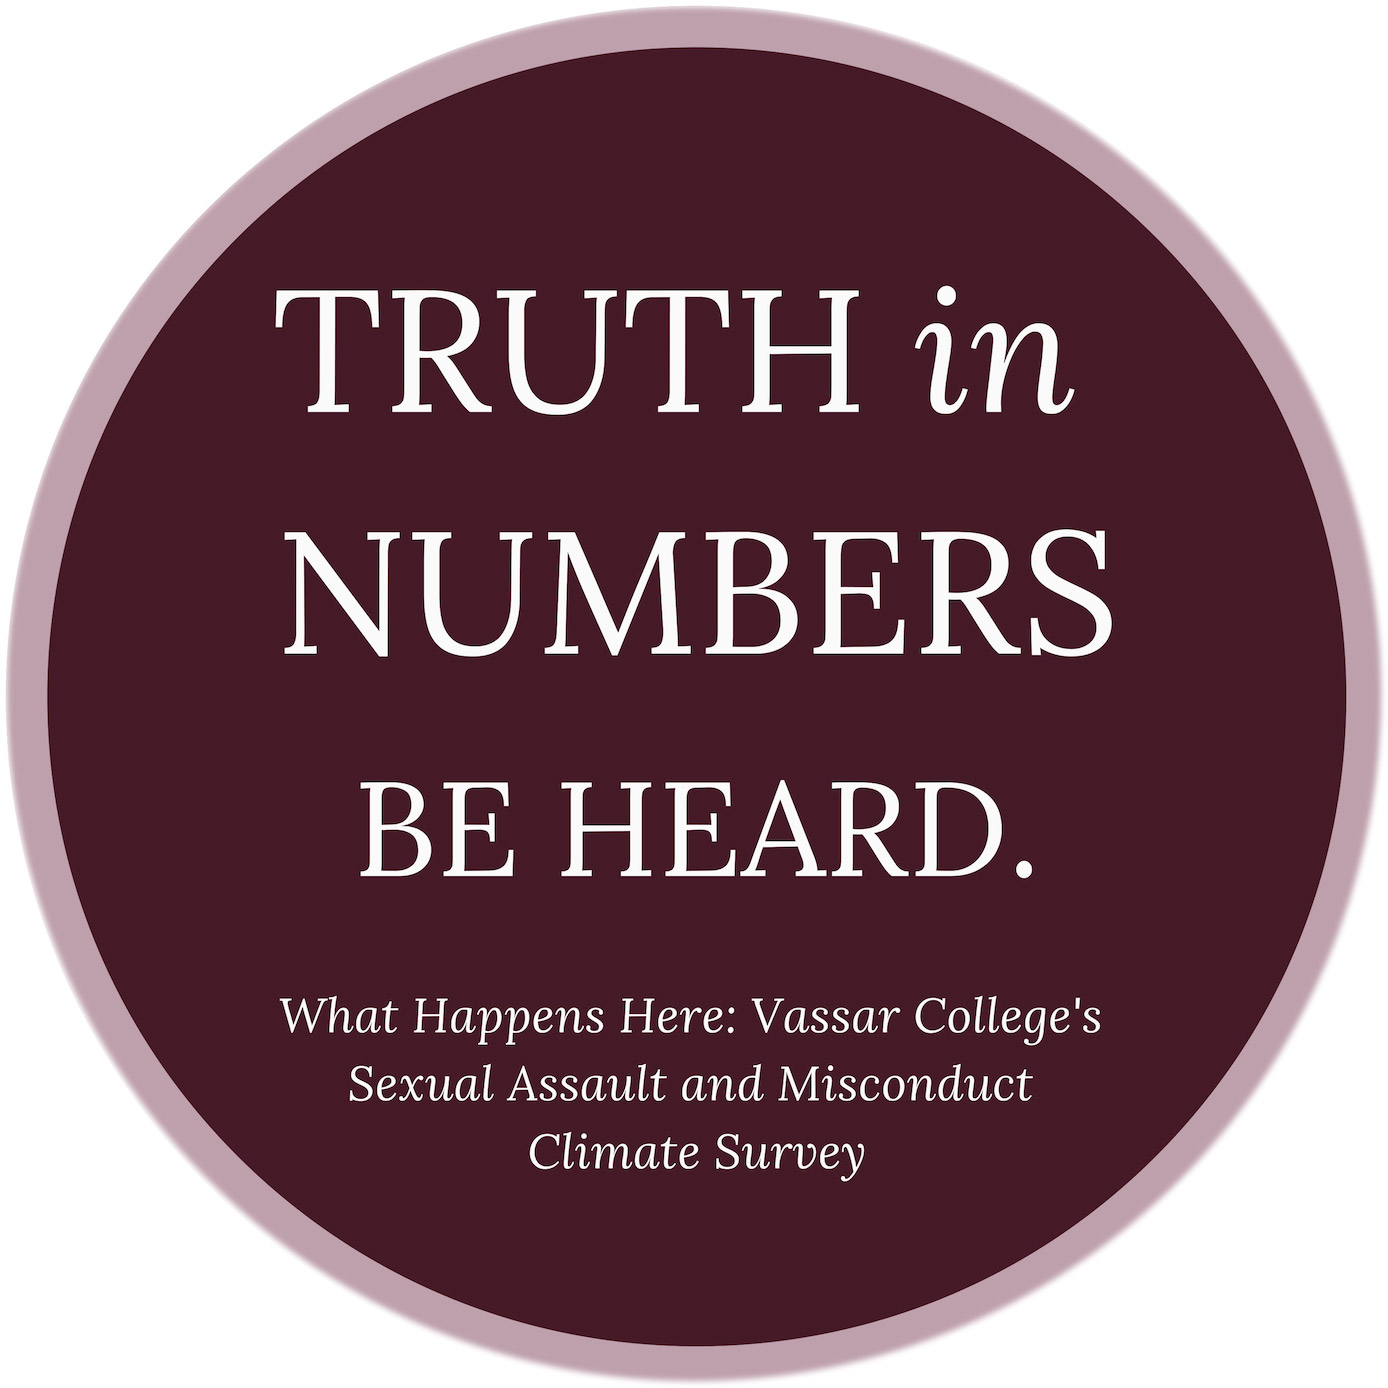 TRUTH in
NUMBERS
BE HEARD.
What Happens Here: Vassar College's
Sexual Assault and Misconduct
Climate Survey